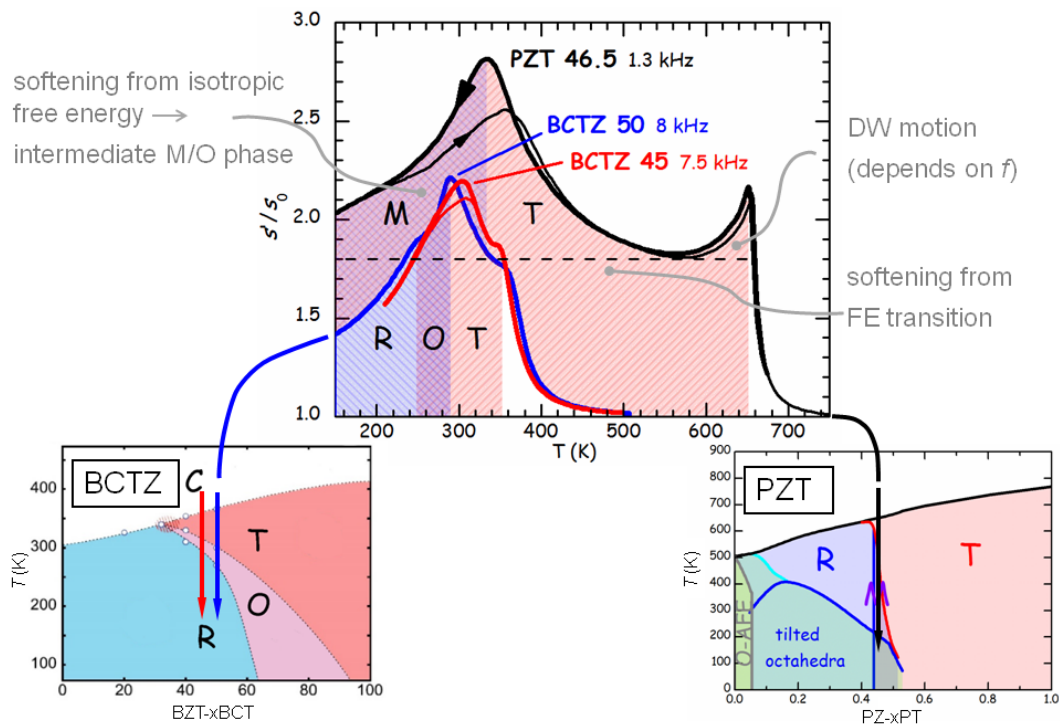 3.0
2.5
2.0
1.5
1.0
s'/s0
200
300
400
500
600
700
T (K)
PZT 46.5 1.3 kHz
BCTZ 50 8 kHz
BCTZ 45 7.5 kHz
M
T
R
O
T
softening from isotropic
free energy →
intermediate M/O phase
DW motion
(depends on f)
softening from
FE transition
BCTZ
C
T
O
R
T (K)
400
300
200
100
0
20
40
60
80
100
BZT-xBCT
PZT
R
T
tilted
octahedra
O-AFE
T (K)
900
800
700
600
500
400
300
200
100
0
0.0
0.2
0.4
0.6
0.8
1.0
PZ-xPT